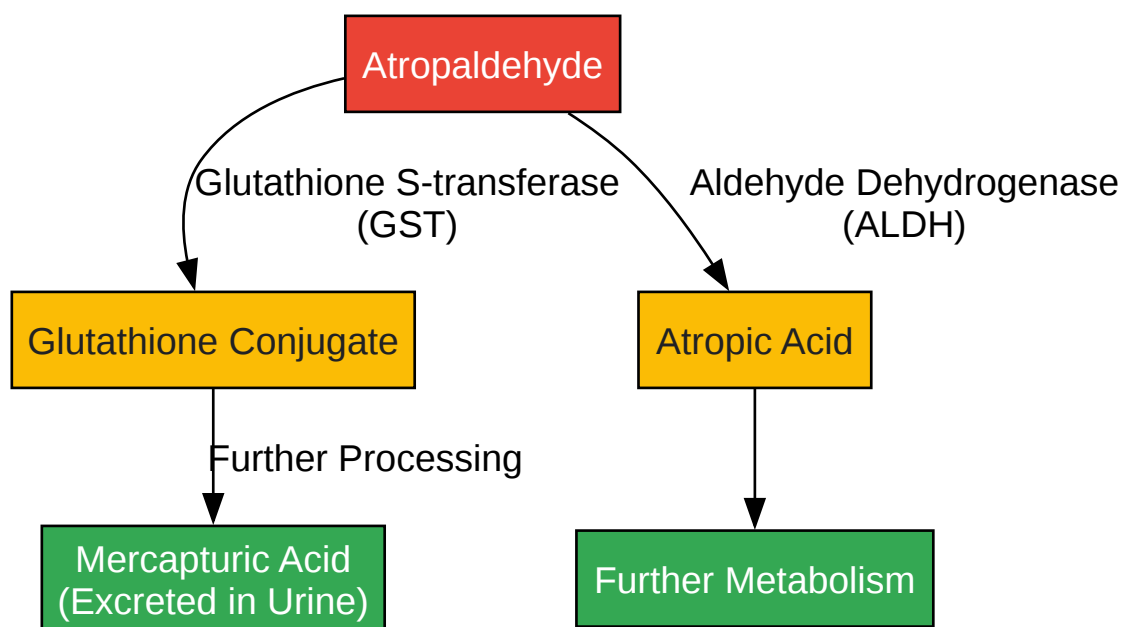 Atropaldehyde
Glutathione S-transferase
(GST)
Aldehyde Dehydrogenase
(ALDH)
Glutathione Conjugate
Atropic Acid
Further Processing
Mercapturic Acid
(Excreted in Urine)
Further Metabolism